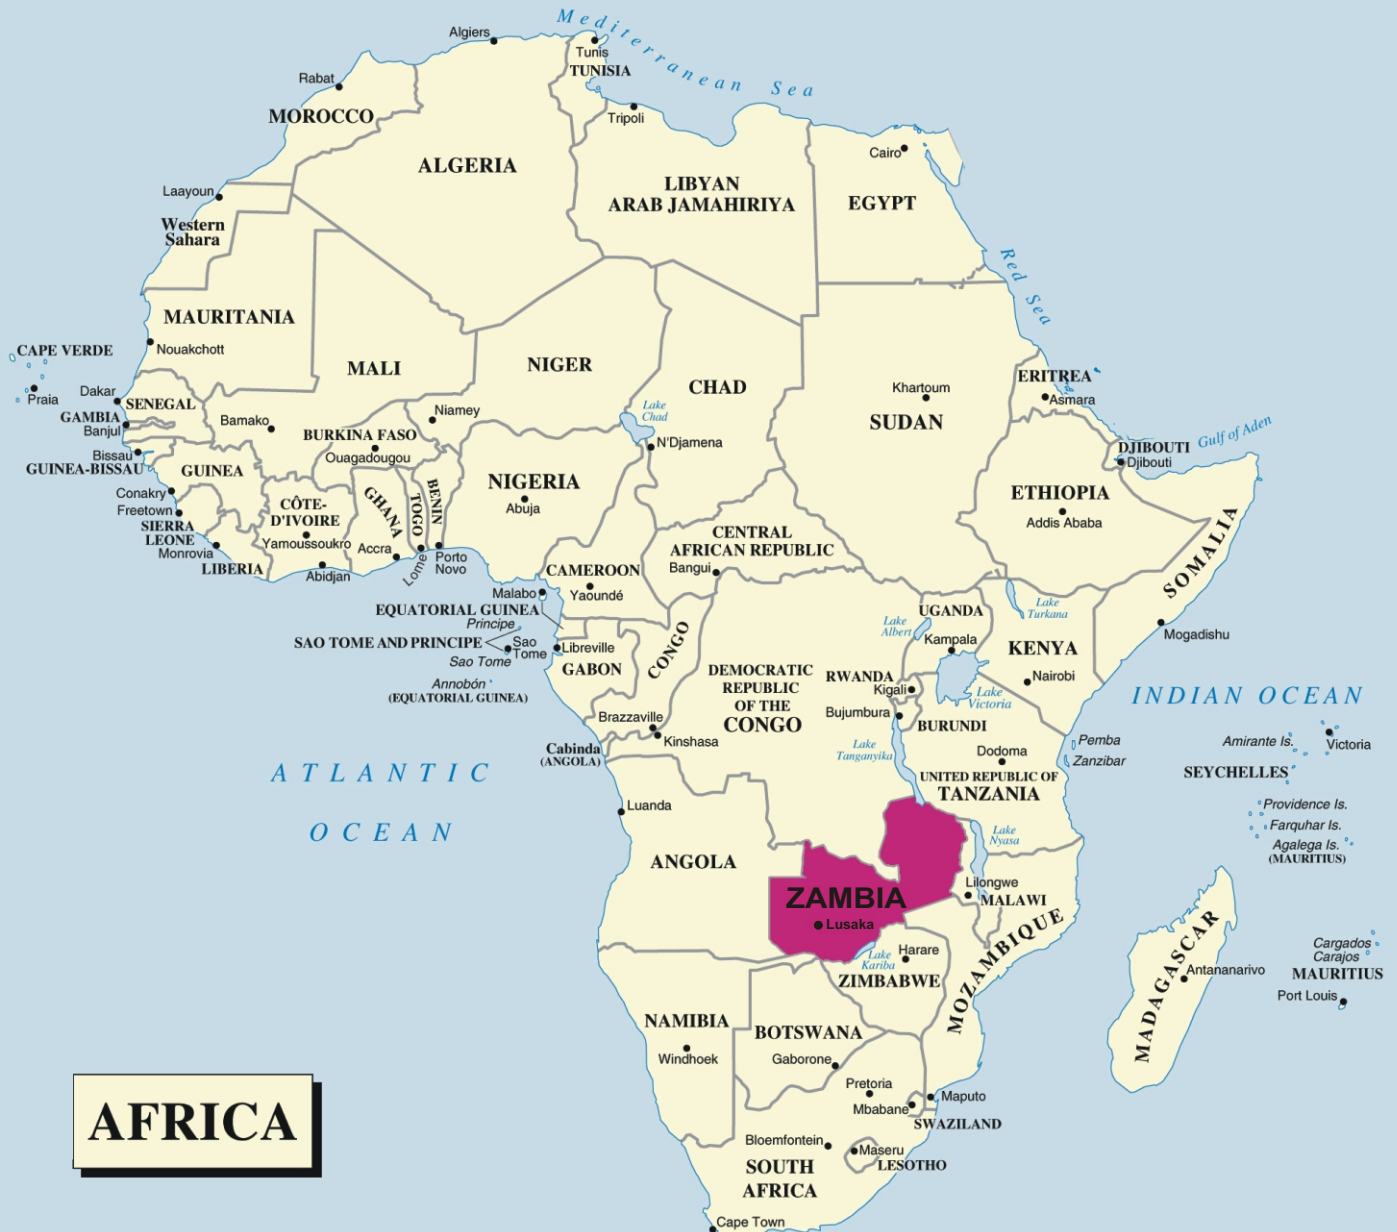 Mediterranean Sea
Algiers
Tunis
TUNISIA
Rabat
MOROCCO
Tripoli
Cairo
ALGERIA
LIBYAN
ARAB JAMAHIRIYA
EGYPT
Laayoun
Western
Sahara
Red Sea
MAURITANIA
Nouakchott
CAPE VERDE
Praia
MALI
NIGER
CHAD
Khartoum
SUDAN
ERITREA
Asmara
Dakar
SENEGAL
GAMBIA
Banjul
Bamako
Niamey
Lake
Chad
N'Djamena
BURKINA FASO
Ouagadougou
Bissau
GUINEA-BISSAU
GUINEA
DJIBOUTI
Djibouti
Gulf of Aden
Conakry
Freetown
SIERRA
LEONE
Monrovia
LIBERIA
CÔTE-
D'IVOIRE
Yamoussoukro
Abidjan
GHANA
Accra
TOGO
Lome
BENIN
Porto
Novo
NIGERIA
Abuja
ETHIOPIA
Addis Ababa
SOMALIA
Mogadishu
CENTRAL
AFRICAN REPUBLIC
Bangui
CAMEROON
Yaoundé
Malabo
EQUATORIAL GUINEA
Principe
SAO TOME AND PRINCIPE
Sao
Tome
Sao Tome
Annobón
(EQUATORIAL GUINEA)
Libreville
GABON
CONGO
Brazzaville
Kinshasa
DEMOCRATIC
REPUBLIC
OF THE
CONGO
UGANDA
Kampala
Lake
Albert
Lake
Turkana
KENYA
Nairobi
RWANDA
Kigali
Lake
Victoria
Bujumbura
BURUNDI
Lake
Tanganyika
Dodoma
UNITED REPUBLIC OF
TANZANIA
Pemba
Zanzibar
INDIAN OCEAN
Amirante Is.
Victoria
SEYCHELLES
Providence Is.
Farquhar Is.
Agalega Is.
(MAURITIUS)
Cabinda
(ANGOLA)
ATLANTIC
OCEAN
Luanda
ANGOLA
ZAMBIA
Lusaka
Lake
Nyasa
Lilongwe
MALAWI
MOZAMBIQUE
Lake
Kariba
Harare
ZIMBABWE
MADAGASCAR
Antananarivo
Cargados
Carajos
MAURITIUS
Port Louis
NAMIBIA
Windhoek
BOTSWANA
Gaborone
Pretoria
Mbabane
Maputo
SWAZILAND
Bloemfontein
Maseru
LESOTHO
SOUTH
AFRICA
Cape Town
AFRICA